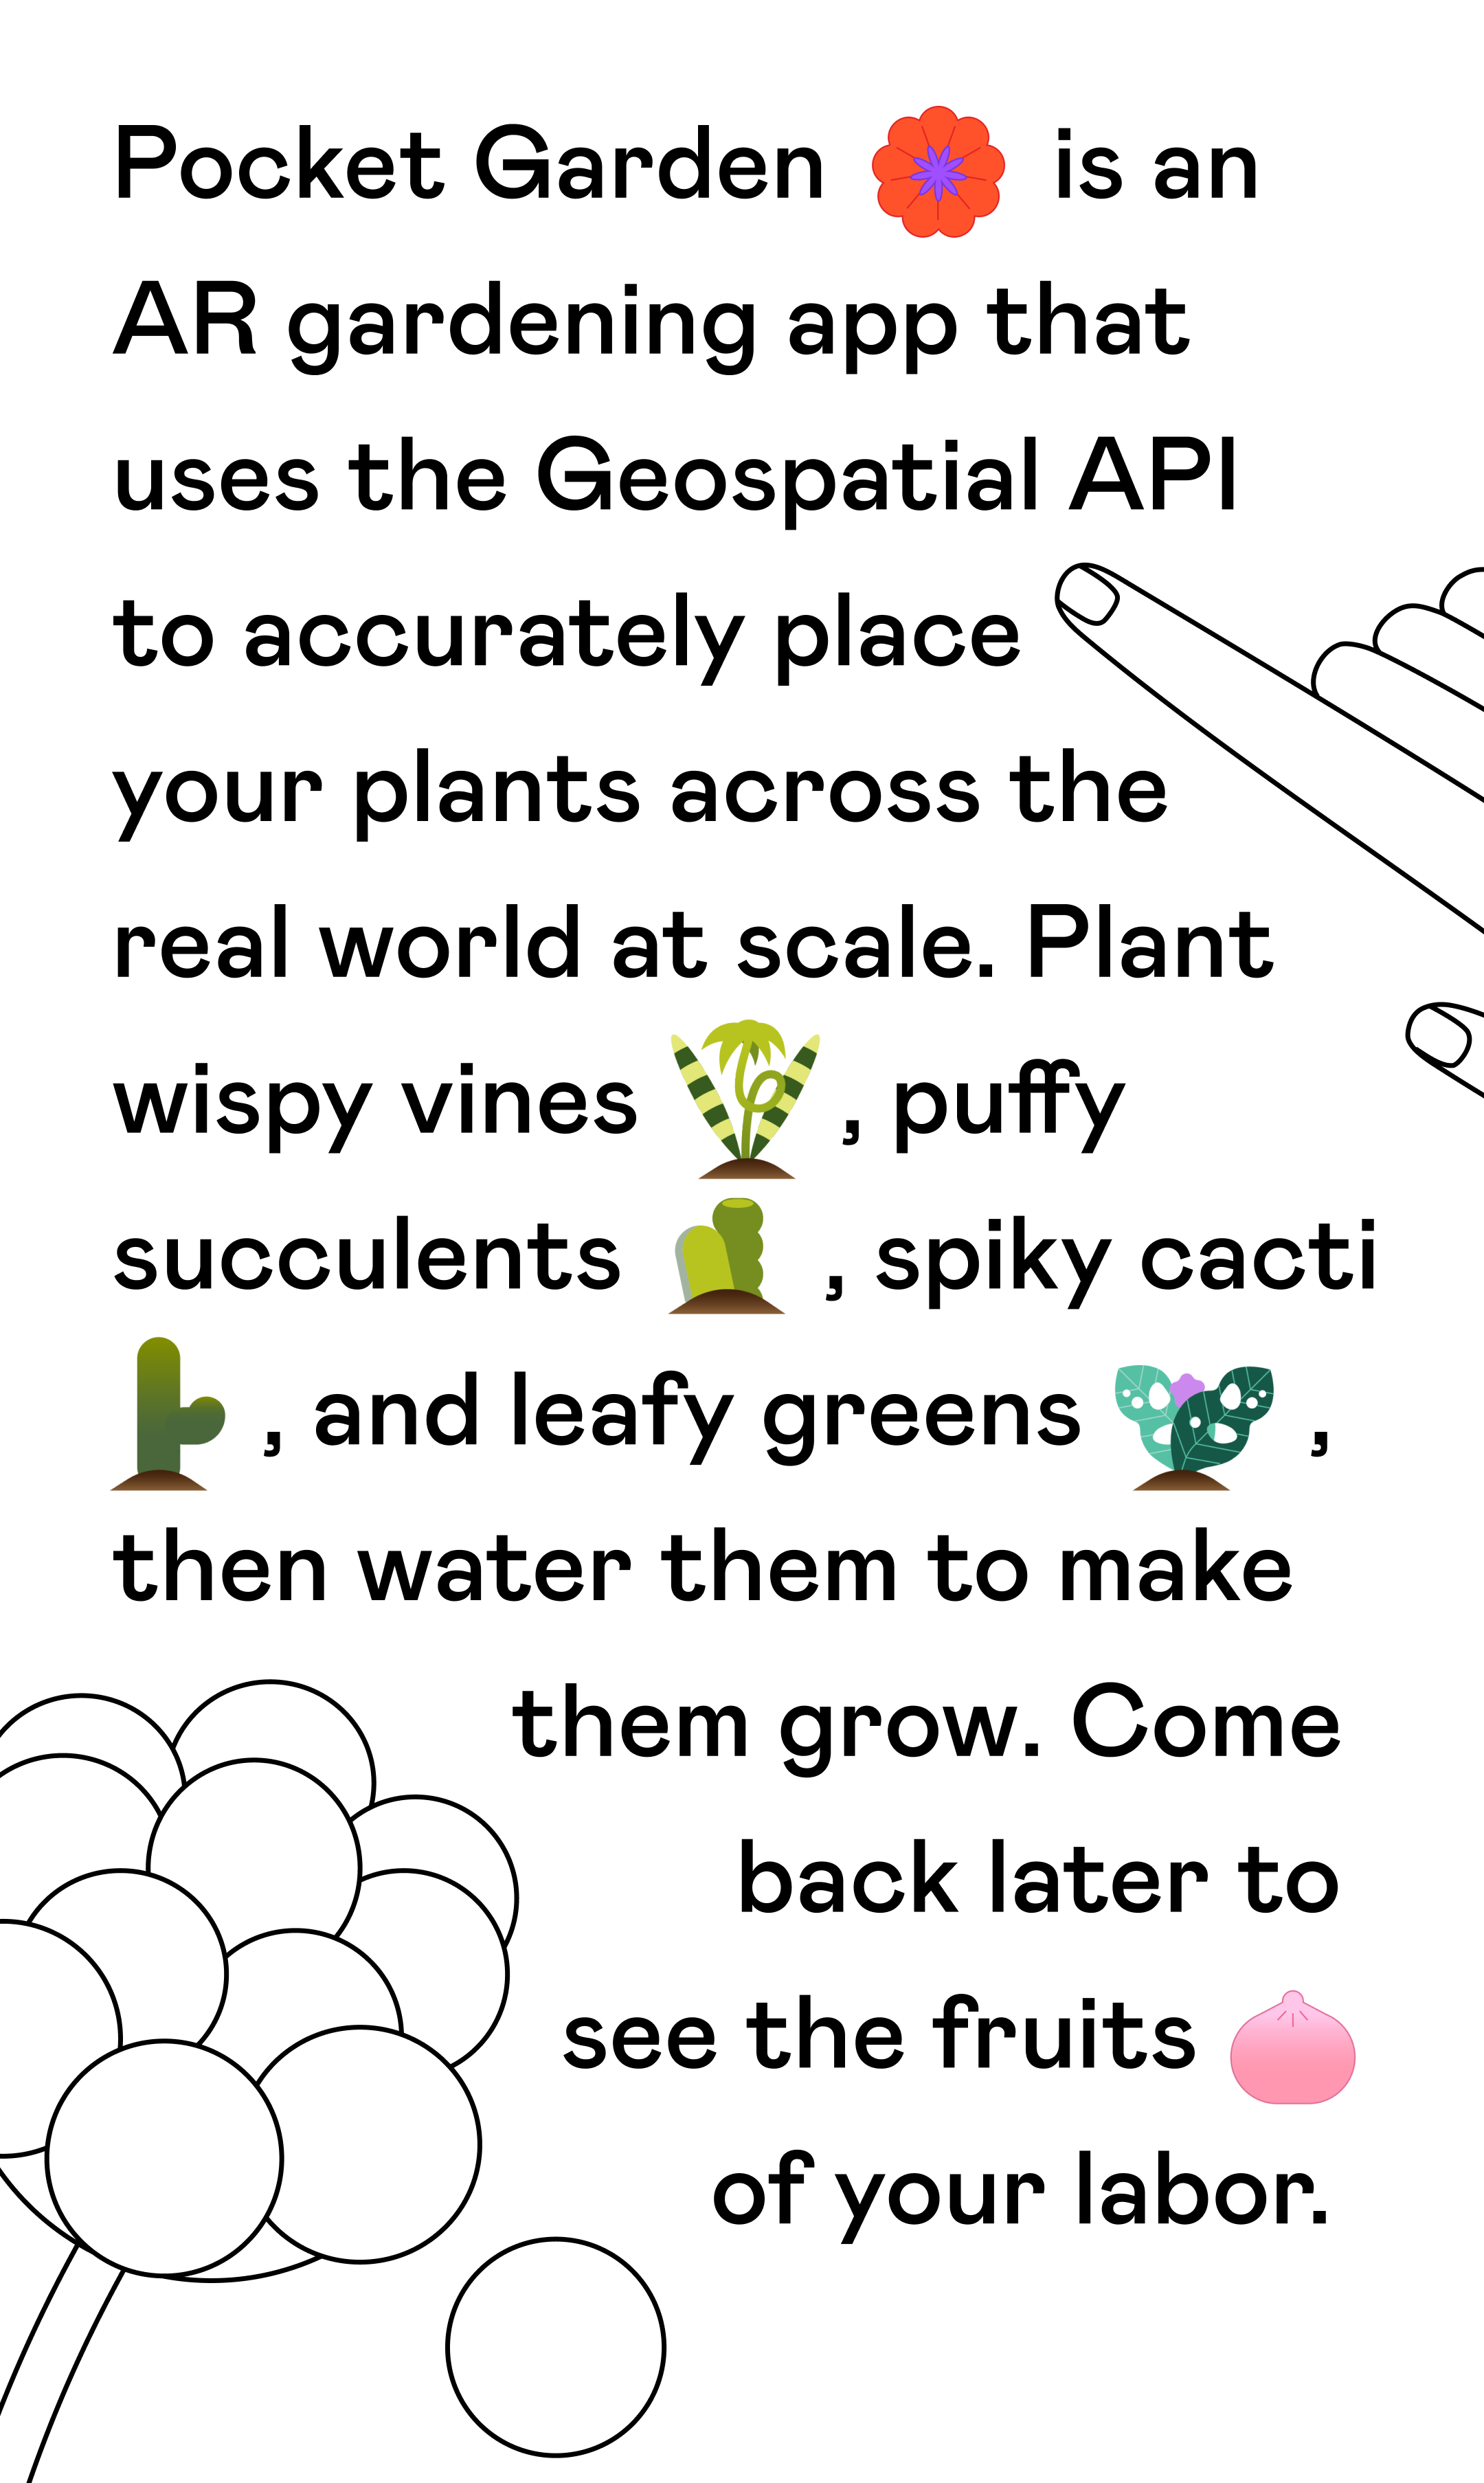 Pocket Garden is an
AR gardening app that
uses the Geospatial API
to accurately place
your plants across the
real world at scale. Plant
wispy vines , puffy
succulents , spiky cacti
, and leafy greens ,
then water them to make
them grow. Come
back later to
see the fruits
of your labor.